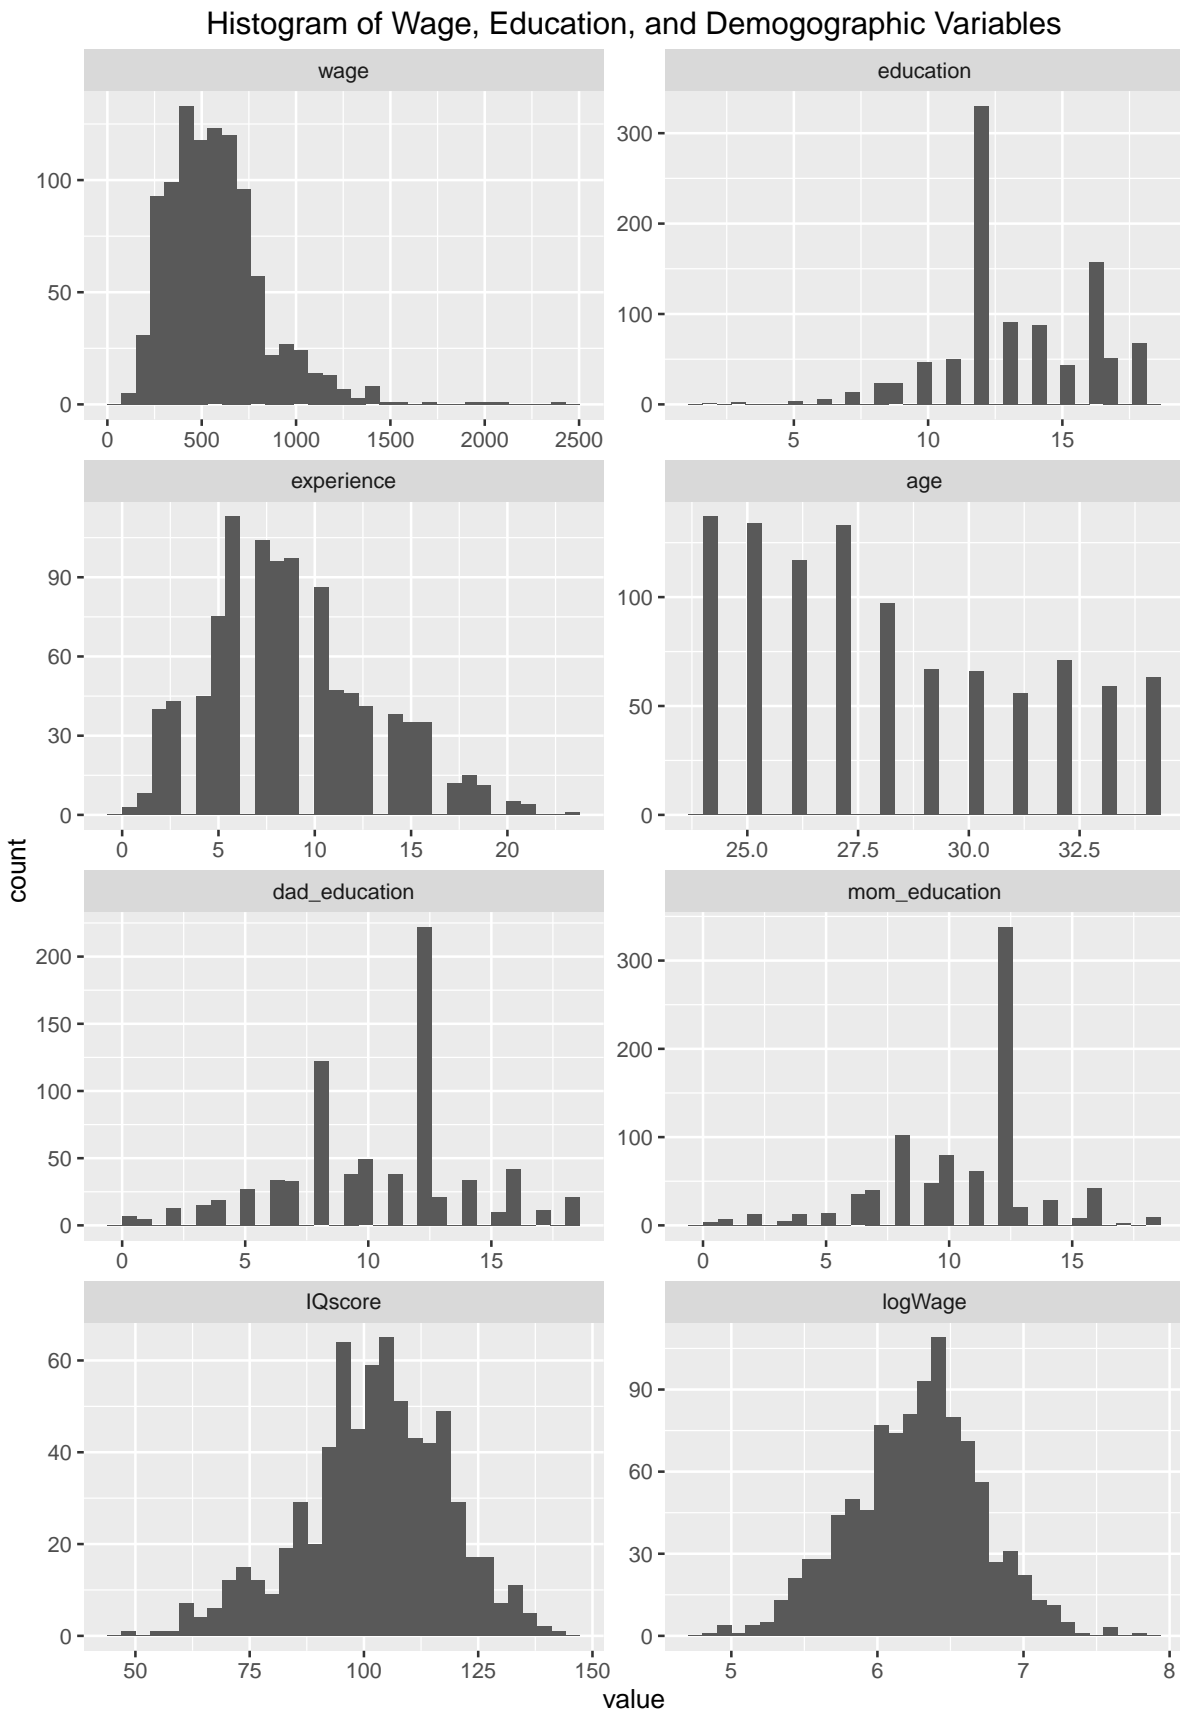 Histogram of Wage, Education, and Demogographic Variables
wage
education
100
50
0
0 500 1000 1500 2000 2500
300
200
100
0
5 10 15
experience
age
90
60
30
0
0 5 10 15 20
100
50
0
25.0 27.5 30.0 32.5
count
dad_education
mom_education
200
150
100
50
0
0 5 10 15
300
200
100
0
0 5 10 15
IQscore
logWage
60
40
20
0
50 75 100 125 150
90
60
30
0
5 6 7 8
value